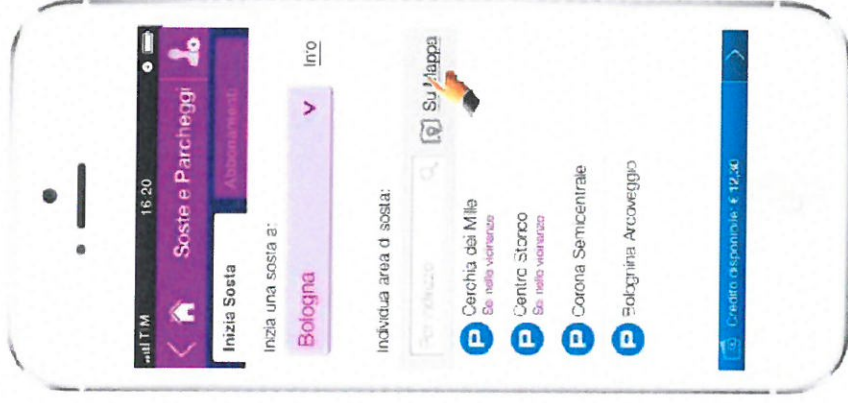 TIM 16:20
Soste e Parcheggi
Inizia Sosta Abbonamenti
Inizia una sosta a:
Bologna Info
Individua area di sosta:
Per indirizzo Su Mappa
P Cerchia dei Mille
Sei nelle vicinanze
P Centro Storico
Sei nelle vicinanze
P Corona Semicentrale
P Bolognina Arcoveggio
Credito disponibile: € 12,30